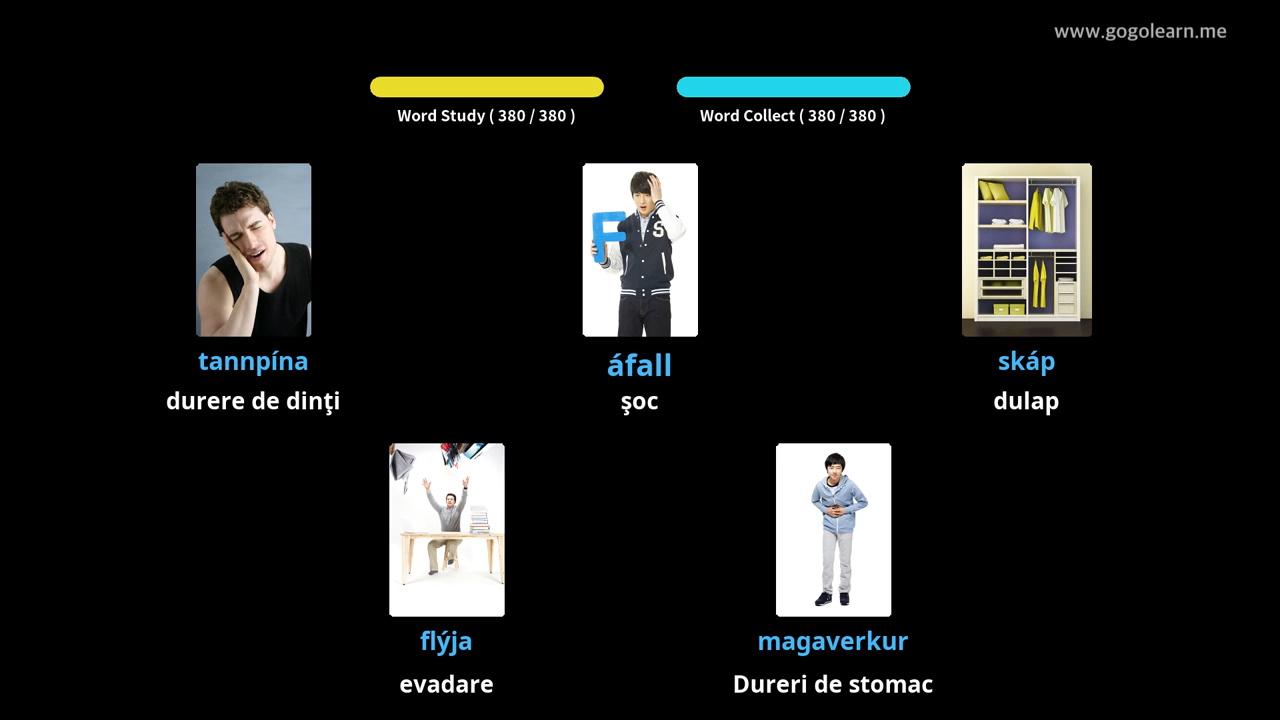 www.gogolearn.me
Word Study ( 380 / 380 )
Word Collect ( 380 / 380 )
F
S
tannpína
áfall
skáp
durere de dinţi
şoc
dulap
flýja
magaverkur
evadare
Dureri de stomac